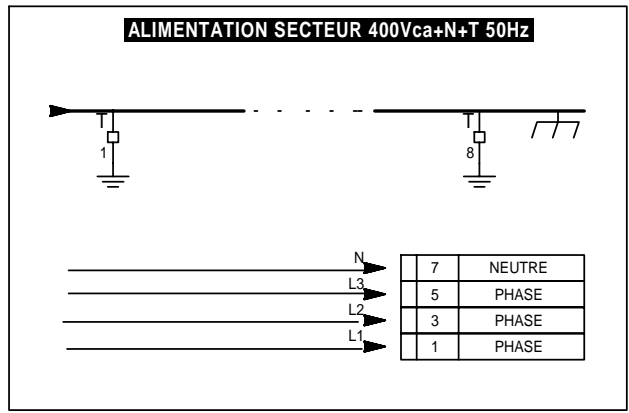 ALIMENTATION SECTEUR 400Vca+N+T 50Hz
T T
1 8
N 7 NEUTRE
L3 5 PHASE
L2 3 PHASE
L1 1 PHASE